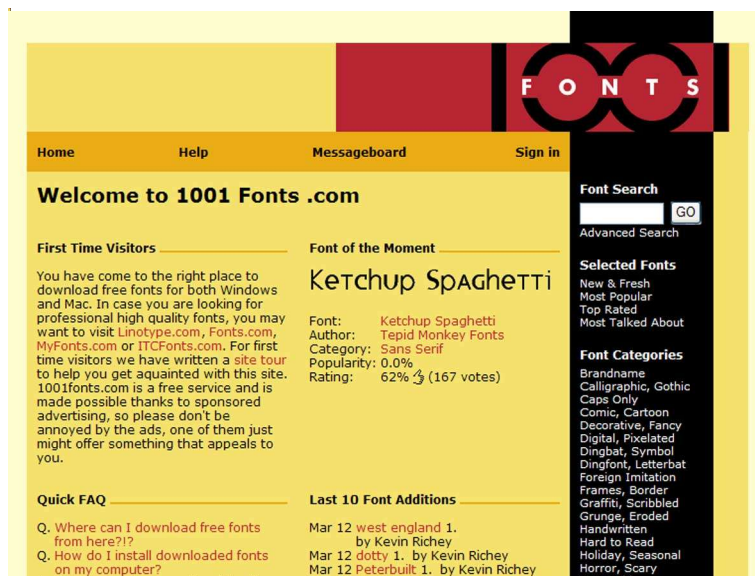 FONTS
Home Help Messageboard Sign in
Welcome to 1001 Fonts .com
First Time Visitors
You have come to the right place to
download free fonts for both Windows
and Mac. In case you are looking for
professional high quality fonts, you may
want to visit Linotype.com, Fonts.com,
MyFonts.com or ITCFonts.com. For first
time visitors we have written a site tour
to help you get aquainted with this site.
1001fonts.com is a free service and is
made possible thanks to sponsored
advertising, so please don't be
annoyed by the ads, one of them just
might offer something that appeals to
you.
Font of the Moment
Ketchup Spaghetti
Font: Ketchup Spaghetti
Author: Tepid Monkey Fonts
Category: Sans Serif
Popularity: 0.0%
Rating: 62% (167 votes)
Quick FAQ
Q. Where can I download free fonts
from here?!?
Q. How do I install downloaded fonts
on my computer?
Last 10 Font Additions
Mar 12 west england 1.
by Kevin Richey
Mar 12 dotty 1. by Kevin Richey
Mar 12 Peterbuilt 1. by Kevin Richey
Font Search
GO
Advanced Search
Selected Fonts
New & Fresh
Most Popular
Top Rated
Most Talked About
Font Categories
Brandname
Calligraphic, Gothic
Caps Only
Comic, Cartoon
Decorative, Fancy
Digital, Pixelated
Dingbat, Symbol
Dingfont, Letterbat
Foreign Imitation
Frames, Border
Graffiti, Scribbled
Grunge, Eroded
Handwritten
Hard to Read
Holiday, Seasonal
Horror, Scary